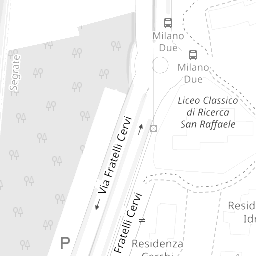 Segrate
Milano
Due
Milano
Due
Liceo Classico
di Ricerca
San Raffaele
Via Fratelli Cervi
Fratelli Cervi
P
Residenza